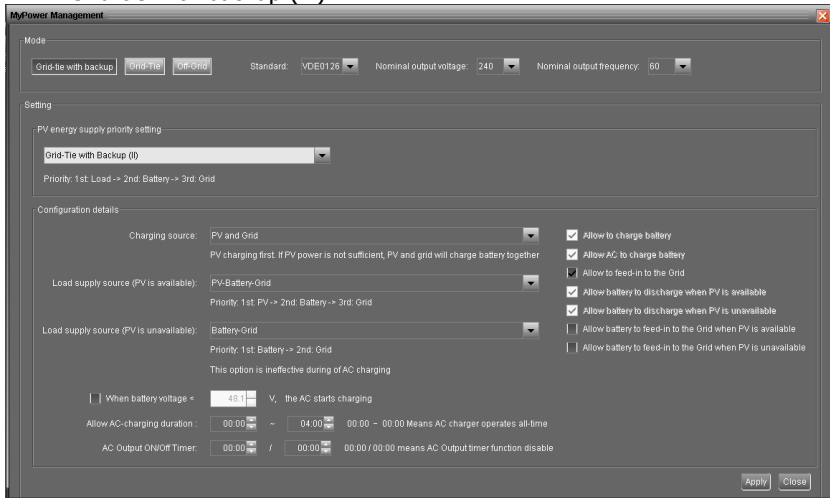 MyPower Management
Mode
Grid-tie with backup Grid-Tie Off-Grid Standard: VDE0126 Nominal output voltage: 240 Nominal output frequency: 60
Setting
PV energy supply priority setting
Grid-Tie with Backup (II)
Priority: 1st: Load -> 2nd: Battery -> 3rd: Grid
Configuration details
Charging source: PV and Grid
PV charging first. If PV power is not sufficient, PV and grid will charge battery together
Load supply source (PV is available): PV-Battery-Grid
Priority: 1st: PV -> 2nd: Battery -> 3rd: Grid
Load supply source (PV is unavailable): Battery-Grid
Priority: 1st: Battery -> 2nd: Grid
This option is ineffective during of AC charging
When battery voltage < 48.1 V, the AC starts charging
Allow AC-charging duration : 00:00 ~ 04:00 00:00 ~ 00:00 Means AC charger operates all-time
AC Output ON/Off Timer: 00:00 / 00:00 00:00 / 00:00 means AC Output timer function disable
Allow to charge battery
Allow AC to charge battery
Allow to feed-in to the Grid
Allow battery to discharge when PV is available
Allow battery to discharge when PV is unavailable
Allow battery to feed-in to the Grid when PV is available
Allow battery to feed-in to the Grid when PV is unavailable
Apply Close